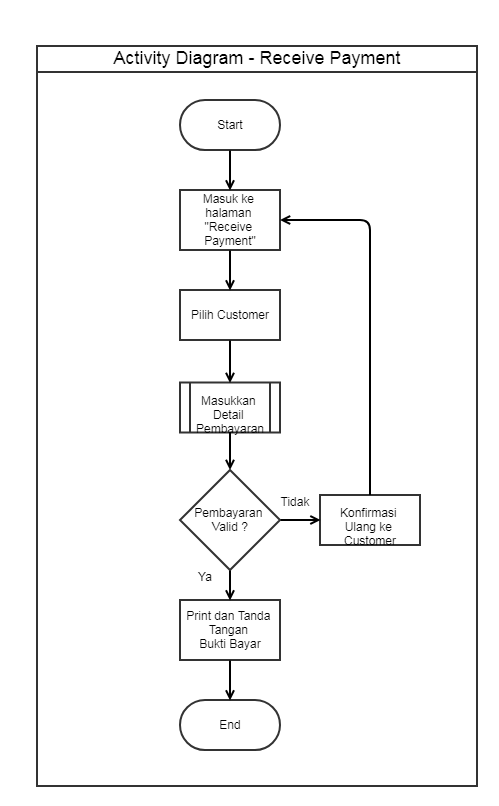 Activity Diagram - Receive Payment
Start
Masuk ke
halaman
"Receive
Payment"
Pilih Customer
Masukkan
Detail
Pembayaran
Pembayaran
Valid ?
Tidak
Konfirmasi
Ulang ke
Customer
Ya
Print dan Tanda
Tangan
Bukti Bayar
End